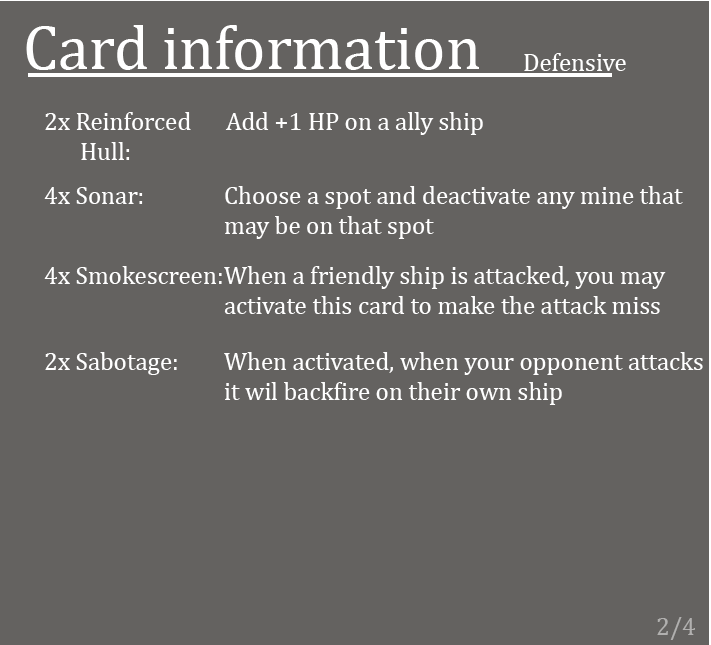 Card information Defensive
2x Reinforced Add +1 HP on a ally ship
Hull:
4x Sonar: Choose a spot and deactivate any mine that
may be on that spot
4x Smokescreen:When a friendly ship is attacked, you may
activate this card to make the attack miss
2x Sabotage: When activated, when your opponent attacks
it wil backfire on their own ship
2/4